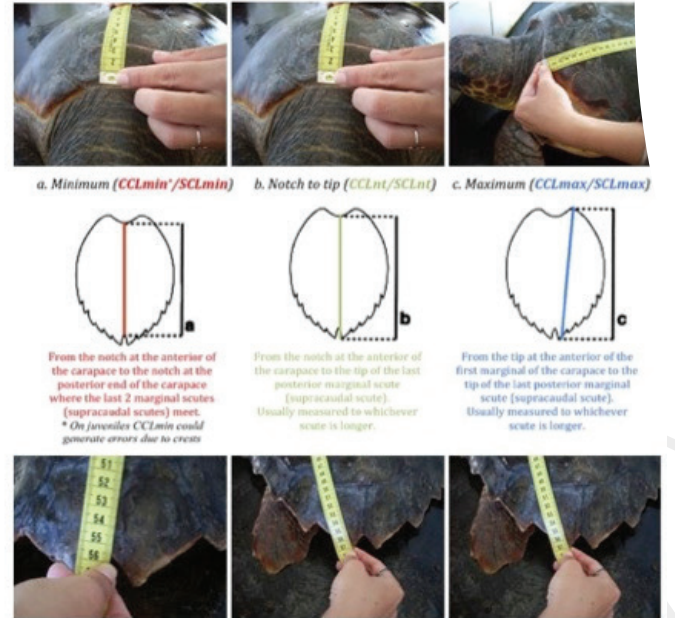 a. Minimum (CCLmin*/SCLmin)
b. Notch to tip (CCLnt/SCLnt)
c. Maximum (CCLmax/SCLmax)
a
b
c
From the notch at the anterior of
the carapace to the notch at the
posterior end of the carapace
where the last 2 marginal scutes
(supracaudal scutes) meet.
* On juveniles CCLmin could
generate errors due to crests
From the notch at the anterior of
the carapace to the tip of the last
posterior marginal scute
(supracaudal scute).
Usually measured to whichever
scute is longer.
From the tip at the anterior of the
first marginal of the carapace to the
tip of the last posterior marginal
scute (supracaudal scute).
Usually measured to whichever
scute is longer.
51
52
53
54
55
56